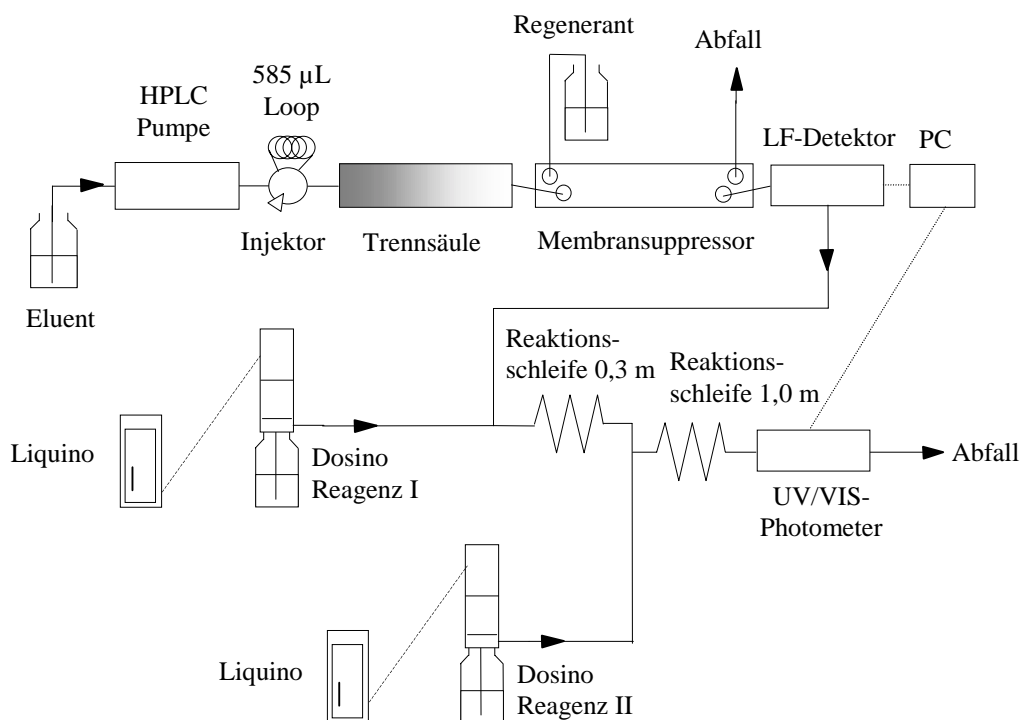 Regenerant
Abfall
585 µL
Loop
HPLC
Pumpe
LF-Detektor
PC
Injektor
Trennsäule
Membransuppressor
Eluent
Reaktions-
schleife 0,3 m
Reaktions-
schleife 1,0 m
Liquino
Dosino
Reagenz I
Abfall
UV/VIS-
Photometer
Liquino
Dosino
Reagenz II